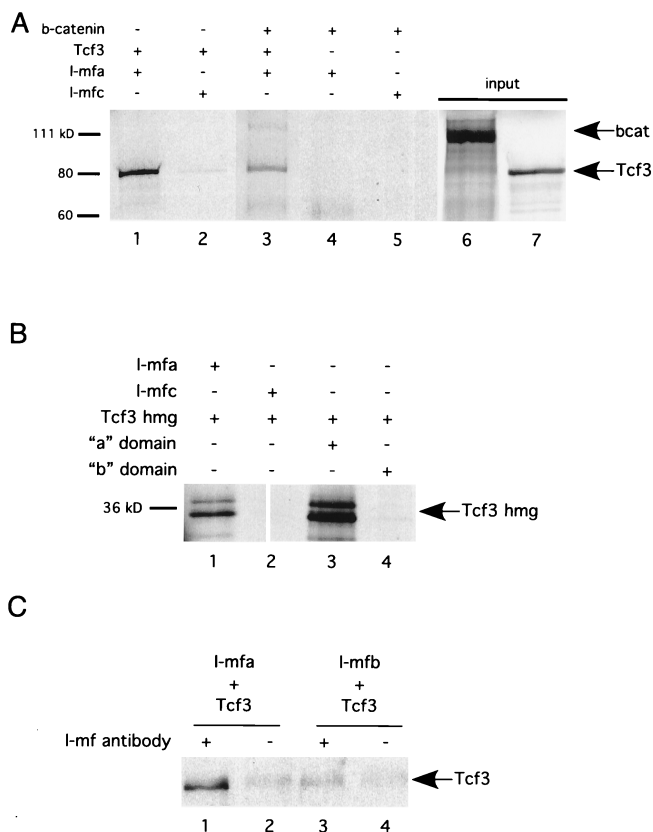 A
b-catenin - - + + +
Tcf3 + + + - -
I-mfa + - + + -
I-mfc - + - - +
input
111 kD
80
60
bcat
Tcf3
1 2 3 4 5 6 7
B
I-mfa + - - -
I-mfc - + - -
Tcf3 hmg + + + +
“a” domain - - + -
“b” domain - - - +
36 kD
Tcf3 hmg
1 2 3 4
C
I-mfa I-mfb
+ +
Tcf3 Tcf3
I-mf antibody + - + -
Tcf3
1 2 3 4